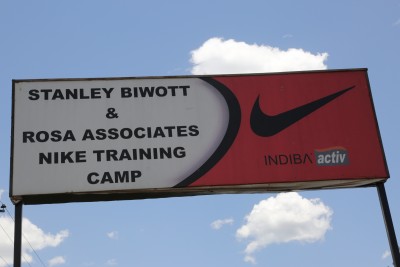 STANLEY BIWOTT
&
ROSA ASSOCIATES
NIKE TRAINING
CAMP
INDIBA activ